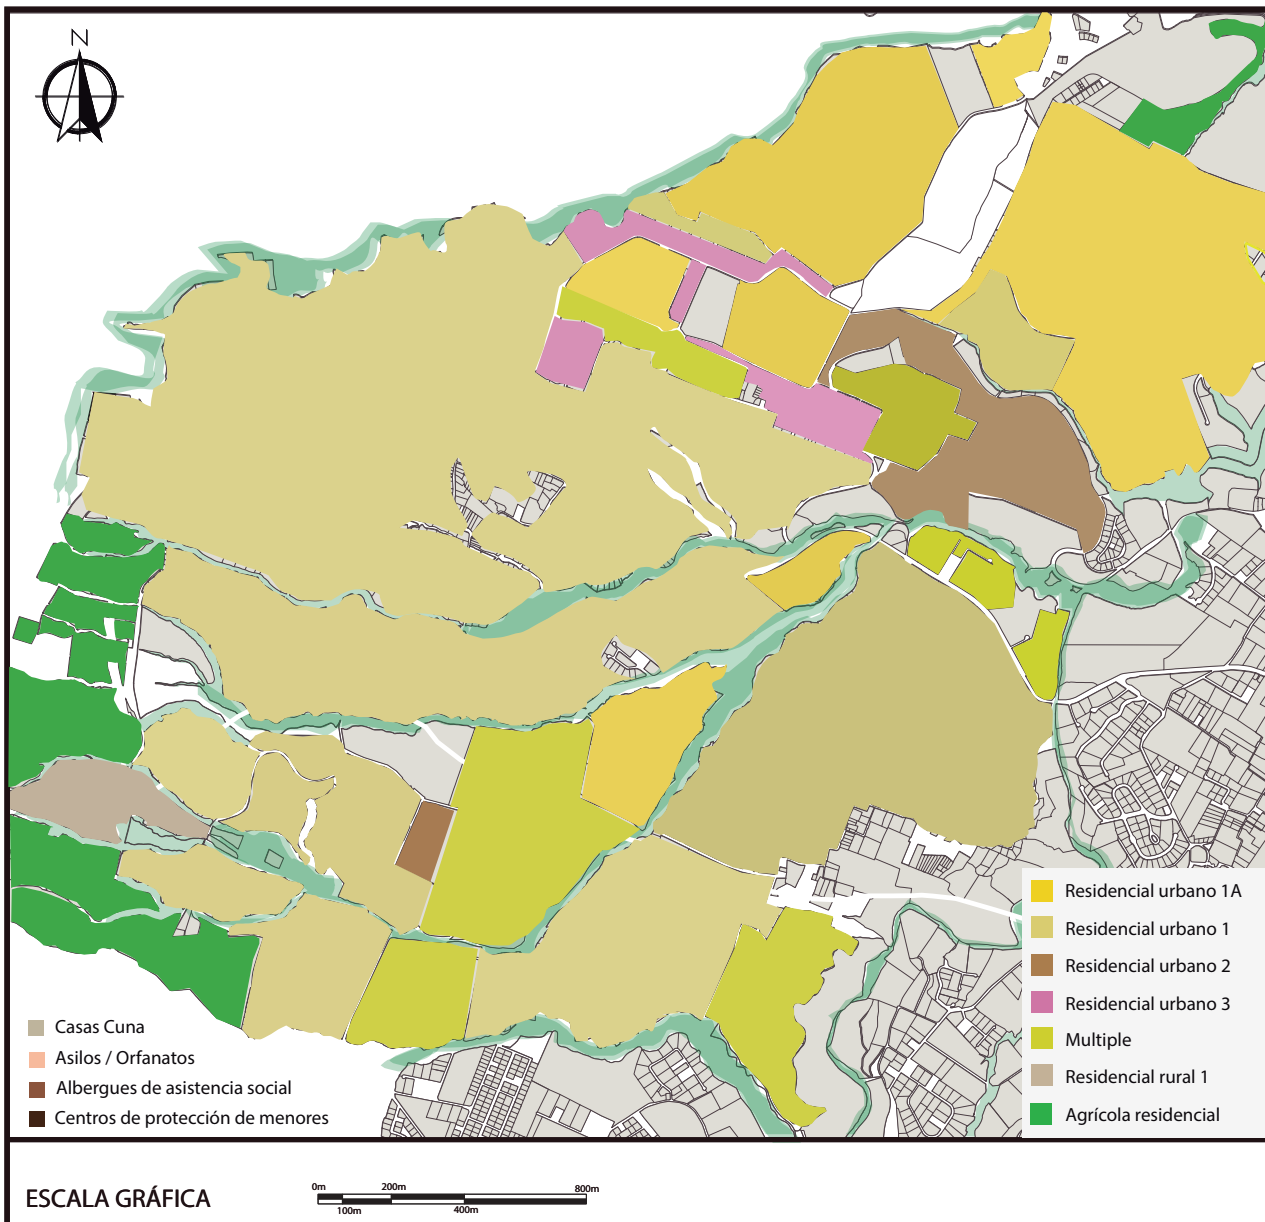 N
Residencial urbano 1A
Residencial urbano 1
Residencial urbano 2
Residencial urbano 3
Multiple
Residencial rural 1
Agrícola residencial
Casas Cuna
Asilos / Orfanatos
Albergues de asistencia social
Centros de protección de menores
ESCALA GRÁFICA
0m 200m 800m
100m 400m